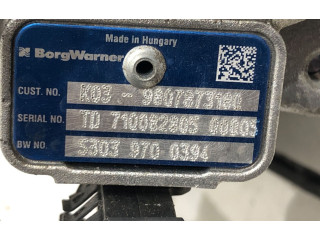 Made in Hungary
BorgWarner
CUST. NO. K03 - 9807873180
SERIAL NO. TD 710082805 00005
BW NO. 5303 970 0394